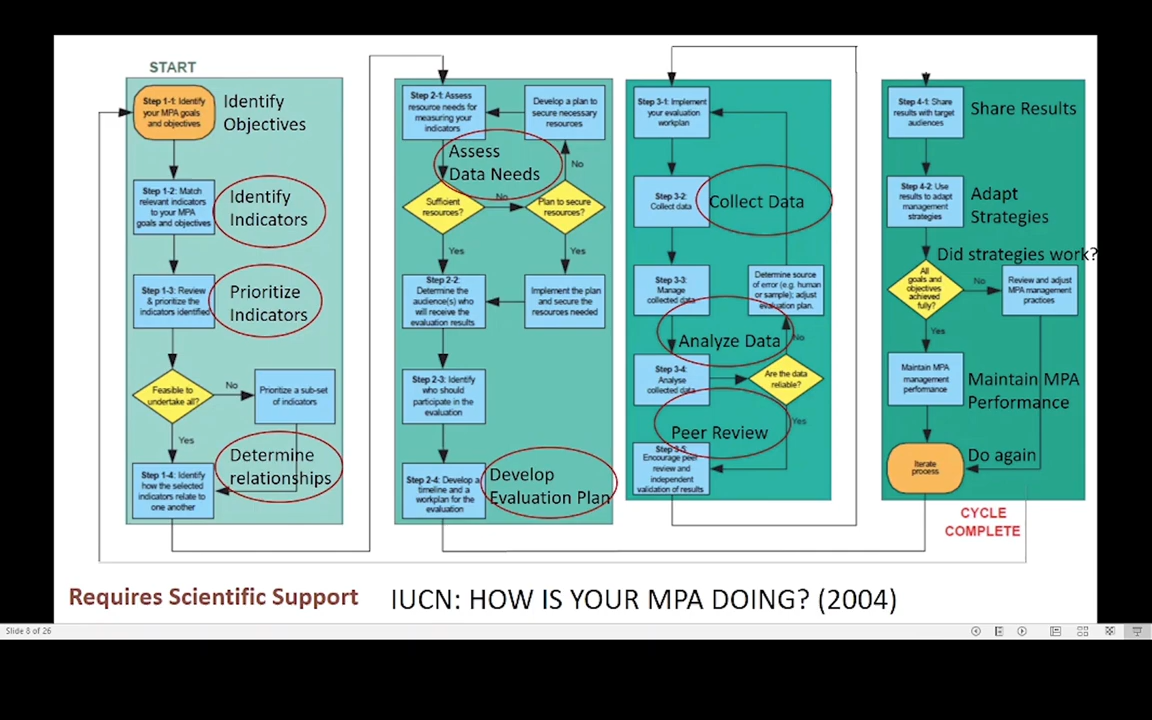 START
Step 1-1: Identify
your MPA goals
and objectives
Identify
Objectives
Step 1-2: Match
relevant indicators
to your MPA
goals and objectives
Identify
Indicators
Step 1-3: Review
& prioritize the
indicators identified
Prioritize
Indicators
Feasible to
undertake all?
No
Prioritize a sub-set
of indicators
Yes
Step 1-4: Identify
how the selected
indicators relate to
one another
Determine
relationships
Step 2-1: Assess
resource needs for
measuring your
indicators
Develop a plan to
secure necessary
resources
Assess
Data Needs
No
Sufficient
resources?
No
Plan to secure
resources?
Yes
Yes
Step 2-2:
Determine the
audience(s) who
will receive the
evaluation results
Implement the plan
and secure the
resources needed
Step 2-3: Identify
who should
participate in the
evaluation
Step 2-4: Develop a
timeline and a
workplan for the
evaluation
Develop
Evaluation Plan
Step 3-1: Implement
your evaluation
workplan
Step 3-2:
Collect data
Collect Data
Step 3-3:
Manage
collected data
Determine source
of error (e.g. human
or sample); adjust
evaluation plan.
Analyze Data
No
Step 3-4:
Analyse
collected data
Are the data
reliable?
Peer Review
Yes
Step 3-5:
Encourage peer
review and
independent
validation of results
Step 4-1: Share
results with target
audiences
Share Results
Step 4-2: Use
results to adapt
management
strategies
Adapt
Strategies
Did strategies work?
All
goals and
objectives
achieved
fully?
No
Review and adjust
MPA management
practices
Yes
Maintain MPA
management
performance
Maintain MPA
Performance
Iterate
process
Do again
CYCLE
COMPLETE
Requires Scientific Support
IUCN: HOW IS YOUR MPA DOING? (2004)
Slide 8 of 26